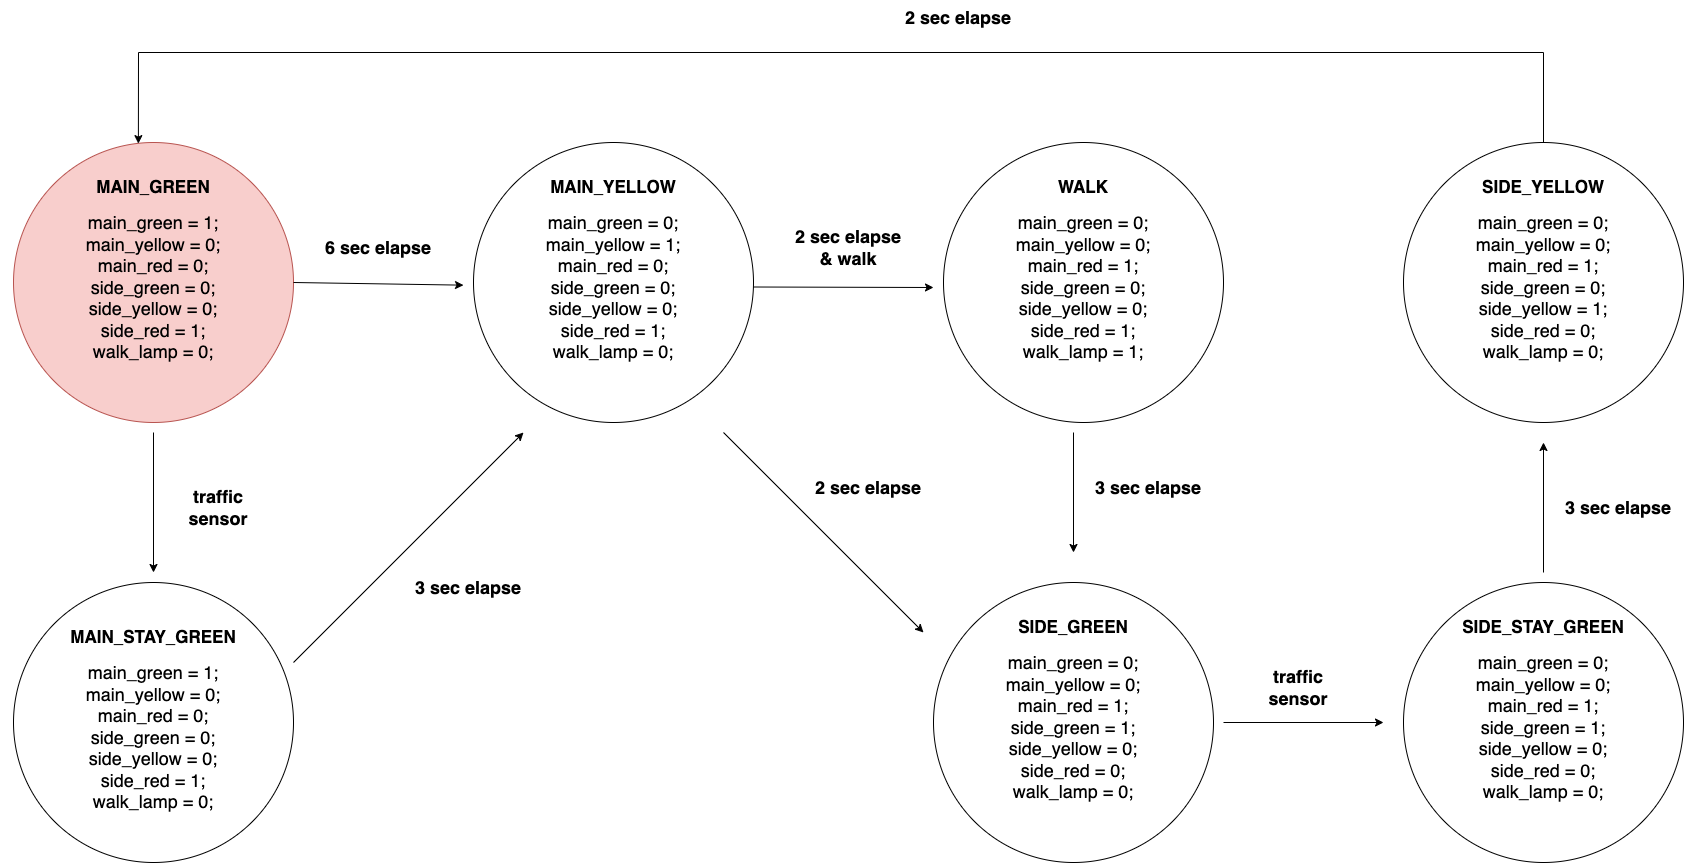 2 sec elapse
MAIN_GREEN
main_green = 1;
main_yellow = 0;
main_red = 0;
side_green = 0;
side_yellow = 0;
side_red = 1;
walk_lamp = 0;
6 sec elapse
MAIN_YELLOW
main_green = 0;
main_yellow = 1;
main_red = 0;
side_green = 0;
side_yellow = 0;
side_red = 1;
walk_lamp = 0;
2 sec elapse
& walk
WALK
main_green = 0;
main_yellow = 0;
main_red = 1;
side_green = 0;
side_yellow = 0;
side_red = 1;
walk_lamp = 1;
SIDE_YELLOW
main_green = 0;
main_yellow = 0;
main_red = 1;
side_green = 0;
side_yellow = 1;
side_red = 0;
walk_lamp = 0;
traffic
sensor
3 sec elapse
2 sec elapse
3 sec elapse
3 sec elapse
MAIN_STAY_GREEN
main_green = 1;
main_yellow = 0;
main_red = 0;
side_green = 0;
side_yellow = 0;
side_red = 1;
walk_lamp = 0;
SIDE_GREEN
main_green = 0;
main_yellow = 0;
main_red = 1;
side_green = 1;
side_yellow = 0;
side_red = 0;
walk_lamp = 0;
traffic
sensor
SIDE_STAY_GREEN
main_green = 0;
main_yellow = 0;
main_red = 1;
side_green = 1;
side_yellow = 0;
side_red = 0;
walk_lamp = 0;